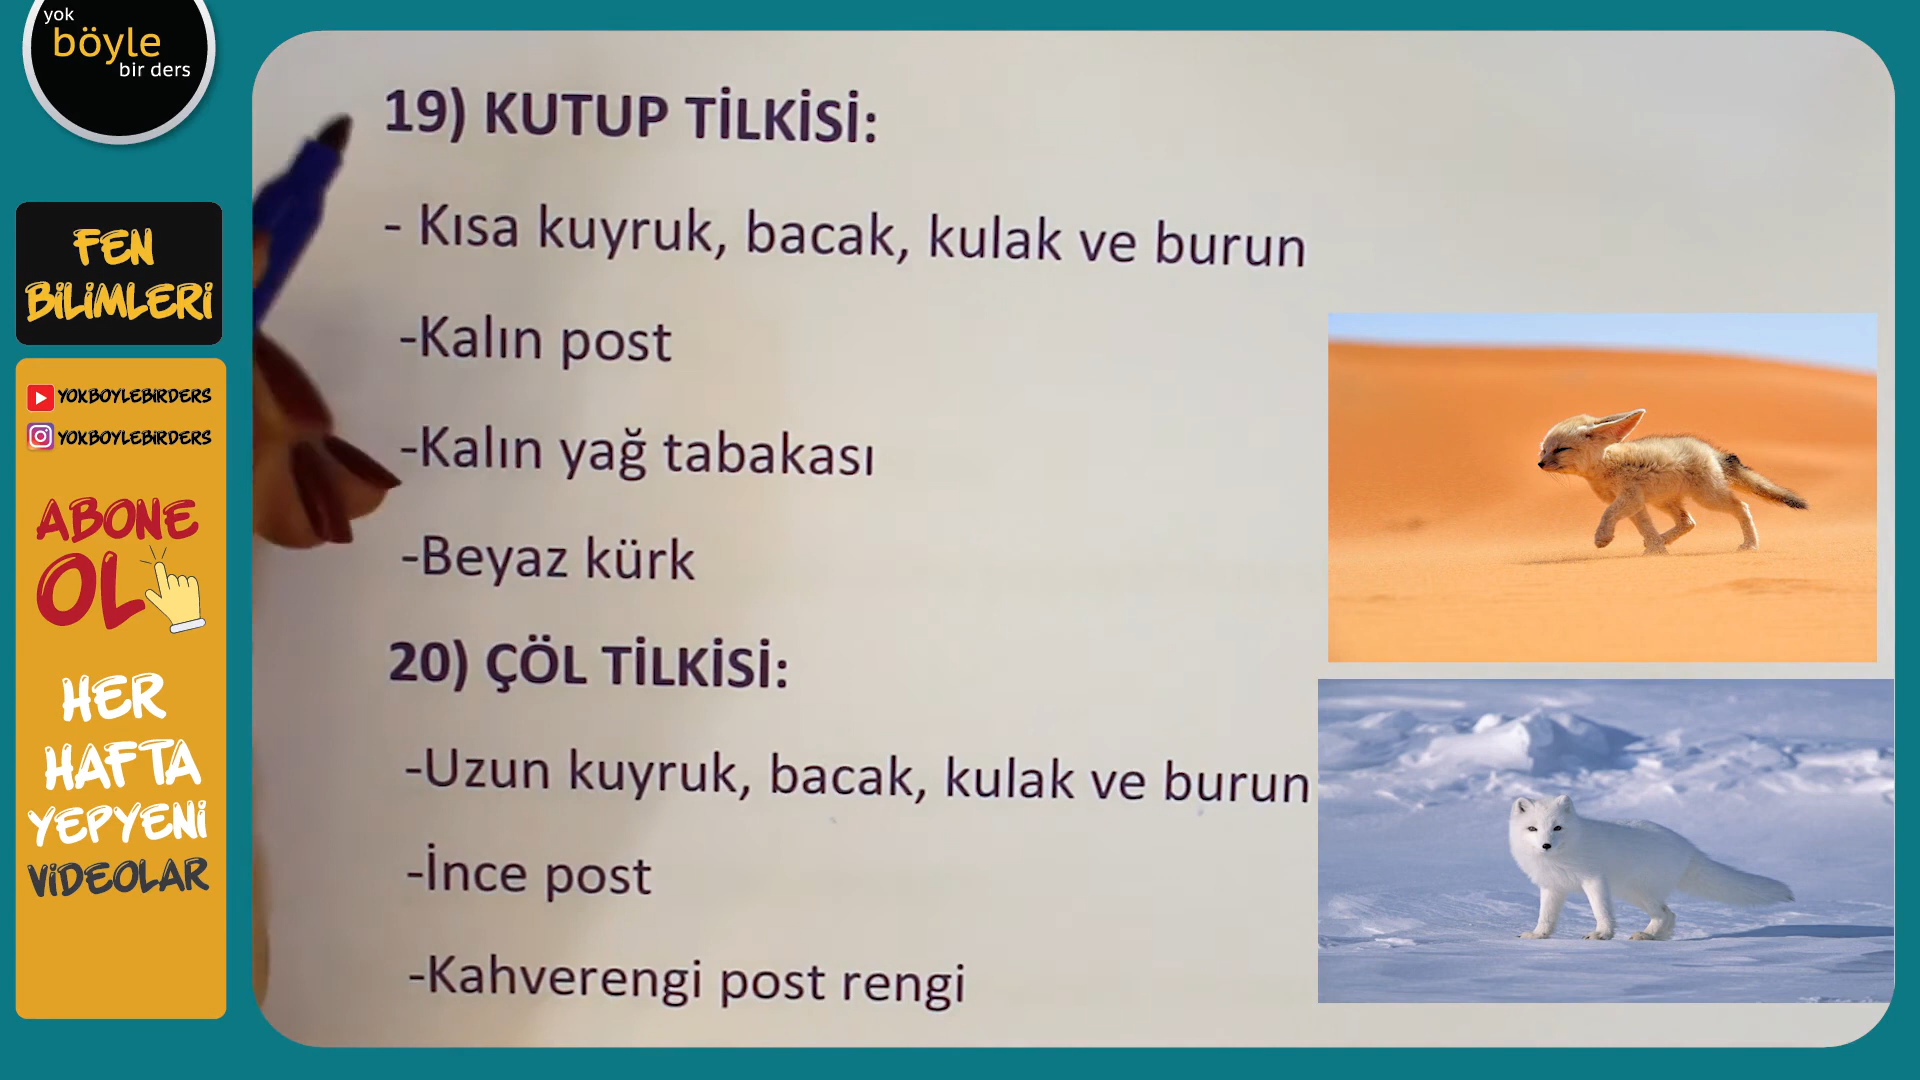 yok
böyle
bir ders
FEN
BİLİMLERİ
YOKBOYLEBIRDERS
YOKBOYLEBIRDERS
ABONE
OL
HER
HAFTA
YEPYENİ
VİDEOLAR
19) KUTUP TİLKİSİ:
- Kısa kuyruk, bacak, kulak ve burun
-Kalın post
-Kalın yağ tabakası
-Beyaz kürk
20) ÇÖL TİLKİSİ:
-Uzun kuyruk, bacak, kulak ve burun
-İnce post
-Kahverengi post rengi